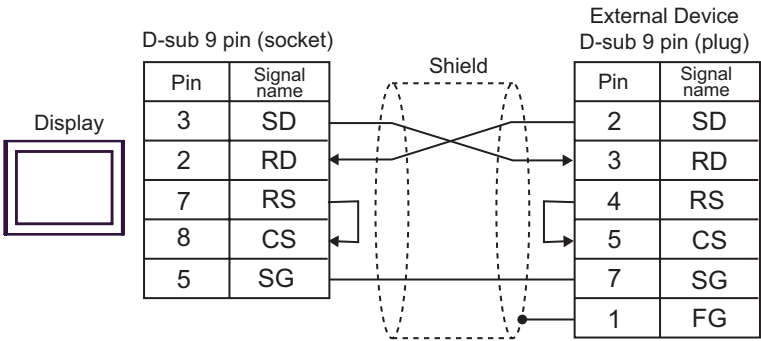 External Device
D-sub 9 pin (socket)
D-sub 9 pin (plug)
Shield
Display
Pin Signal name
3 SD
2 RD
7 RS
8 CS
5 SG
Pin Signal name
2 SD
3 RD
4 RS
5 CS
7 SG
1 FG